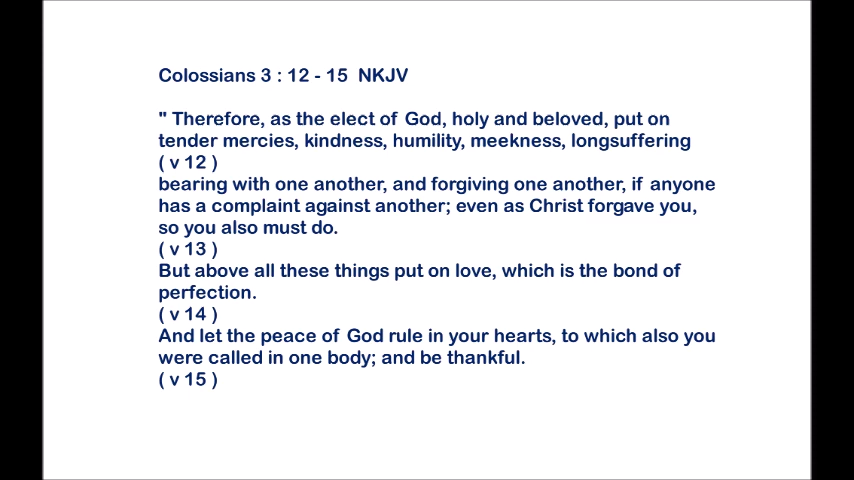 Colossians 3 : 12 - 15  NKJV
" Therefore, as the elect of God, holy and beloved, put on
tender mercies, kindness, humility, meekness, longsuffering
( v 12 )
bearing with one another, and forgiving one another, if anyone
has a complaint against another; even as Christ forgave you,
so you also must do.
( v 13 )
But above all these things put on love, which is the bond of
perfection.
( v 14 )
And let the peace of God rule in your hearts, to which also you
were called in one body; and be thankful.
( v 15 )